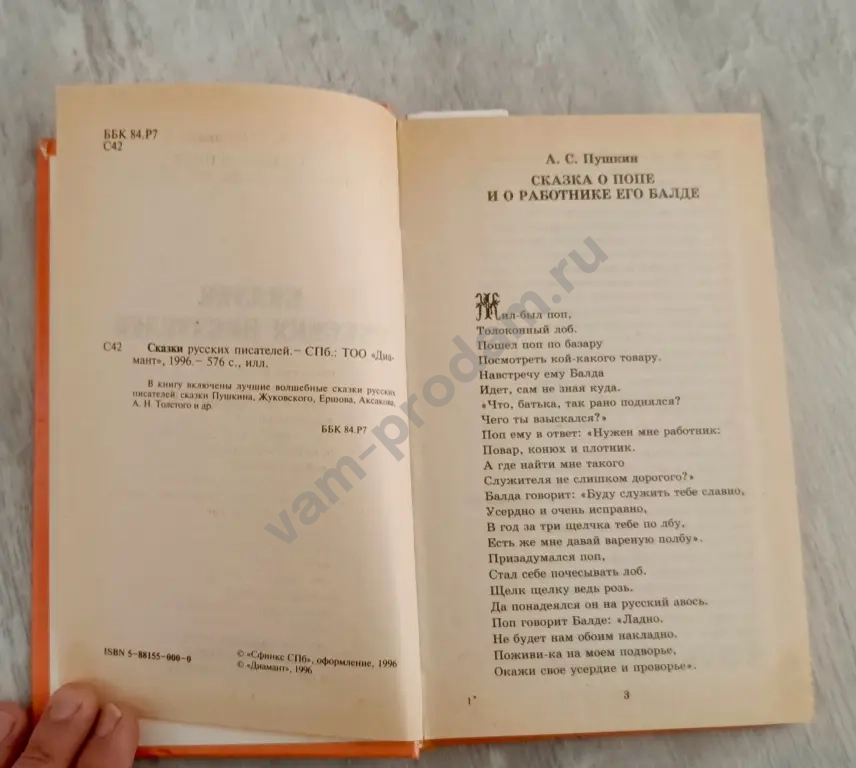 ББК 84.Р7
С42
С42 Сказки русских писателей.— СПб.: ТОО «Диа-
мант», 1996.— 576 с., илл.
В книгу включены лучшие волшебные сказки русских
писателей: сказки Пушкина, Жуковского, Ершова, Аксакова,
А. Н. Толстого и др.
ББК 84.Р7
ISBN 5-88155-000-0
© «Сфинкс СПб», оформление, 1996
© «Диамант», 1996
А. С. Пушкин
СКАЗКА О ПОПЕ
И О РАБОТНИКЕ ЕГО БАЛДЕ
Жил-был поп,
Толоконный лоб.
Пошел поп по базару
Посмотреть кой-какого товару.
Навстречу ему Балда
Идет, сам не зная куда.
«Что, батька, так рано поднялся?
Чего ты взыскался?»
Поп ему в ответ: «Нужен мне работник:
Повар, конюх и плотник.
А где найти мне такого
Служителя не слишком дорогого?»
Балда говорит: «Буду служить тебе славно,
Усердно и очень исправно,
В год за три щелчка тебе по лбу,
Есть же мне давай вареную полбу».
Призадумался поп,
Стал себе почесывать лоб.
Щелк щелку ведь розь.
Да понадеялся он на русский авось.
Поп говорит Балде: «Ладно.
Не будет нам обоим накладно.
Поживи-ка на моем подворье,
Окажи свое усердие и проворье».
1*
3
vam-prodam.ru